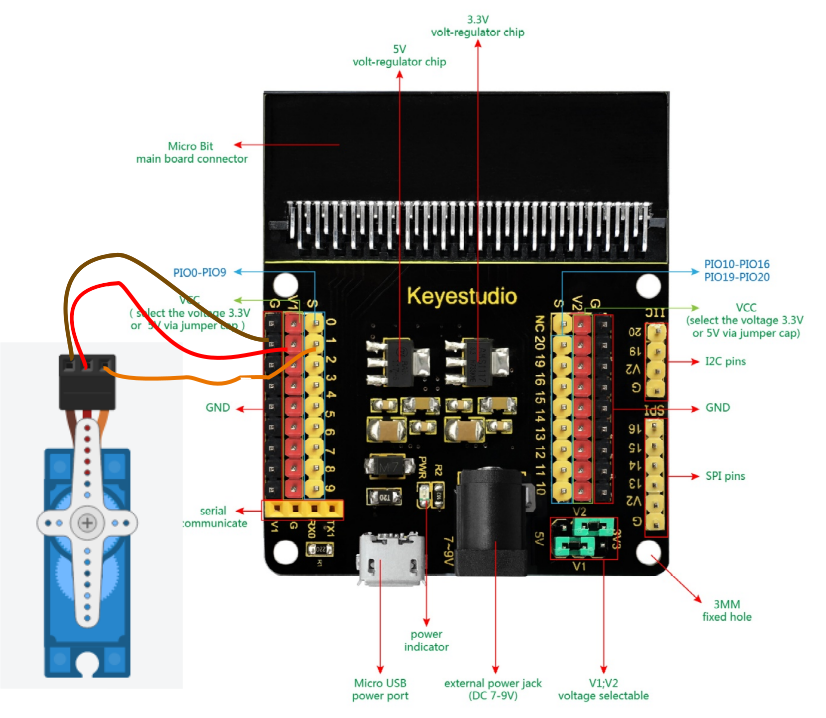 3.3V
volt-regulator chip
5V
volt-regulator chip
Micro Bit
main board connector
PIO0-PIO9
PIO10-PIO16
PIO19-PIO20
Keyestudio
VCC
( select the voltage 3.3V
or 5V via jumper cap )
VCC
(select the voltage 3.3V
or 5V via jumper cap)
G V1 S
S V2 G
IIC
0
1
2
3
4
5
6
7
8
9
NC
20
19
16
15
14
13
12
11
10
20
19
V2
G
I2C pins
GND
GND
SPI
16
15
14
13
V2
G
SPI pins
PWR
R2
serial
communicate
V1 G RX0 TX1
R1
220
7~9V
V2
5V
3V3
V1
3MM
fixed hole
power
indicator
Micro USB
power port
external power jack
(DC 7-9V)
V1;V2
voltage selectable